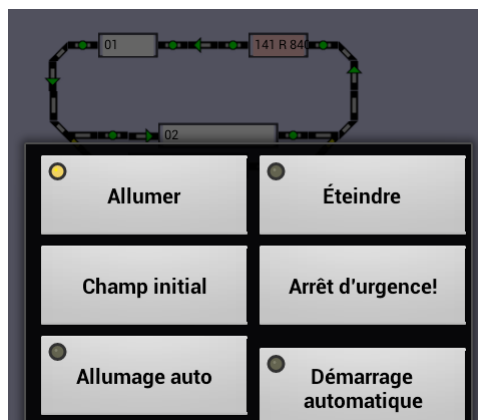 01
141 R 840
02
Allumer
Éteindre
Champ initial
Arrêt d'urgence!
Allumage auto
Démarrage
automatique